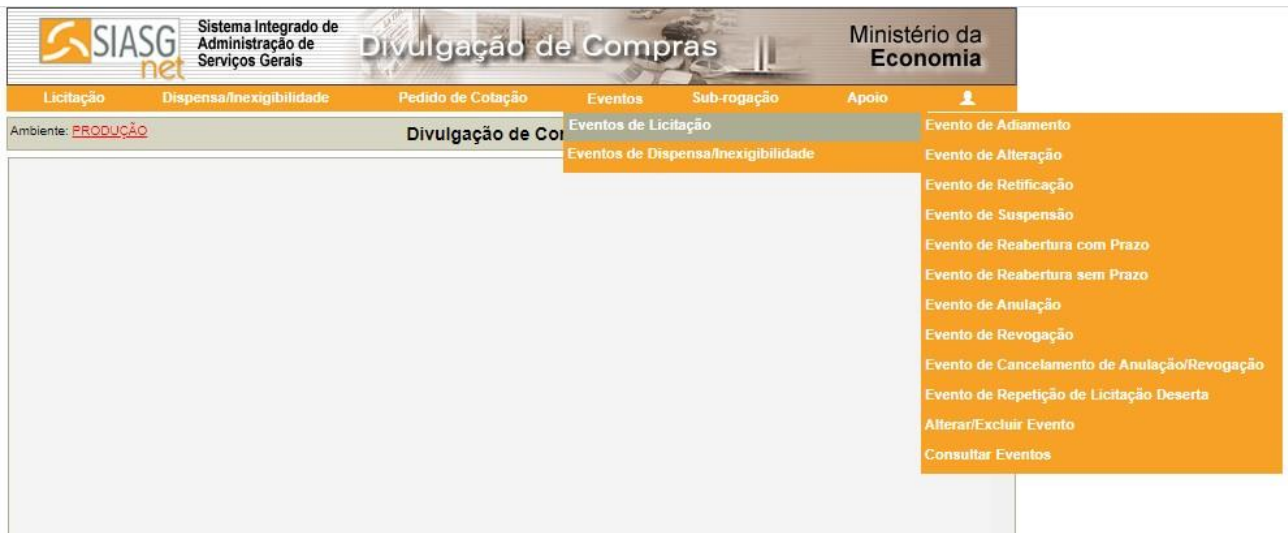 SIASGnet
Sistema Integrado de
Administração de
Serviços Gerais
Divulgação de Compras
Ministério da
Economia
Licitação Dispensa/Inexigibilidade Pedido de Cotação Eventos Sub-rogação Apoio
Ambiente: PRODUÇÃO Divulgação de Co
Eventos de Licitação
Eventos de Dispensa/Inexigibilidade
Evento de Adiamento
Evento de Alteração
Evento de Retificação
Evento de Suspensão
Evento de Reabertura com Prazo
Evento de Reabertura sem Prazo
Evento de Anulação
Evento de Revogação
Evento de Cancelamento de Anulação/Revogação
Evento de Repetição de Licitação Deserta
Alterar/Excluir Evento
Consultar Eventos